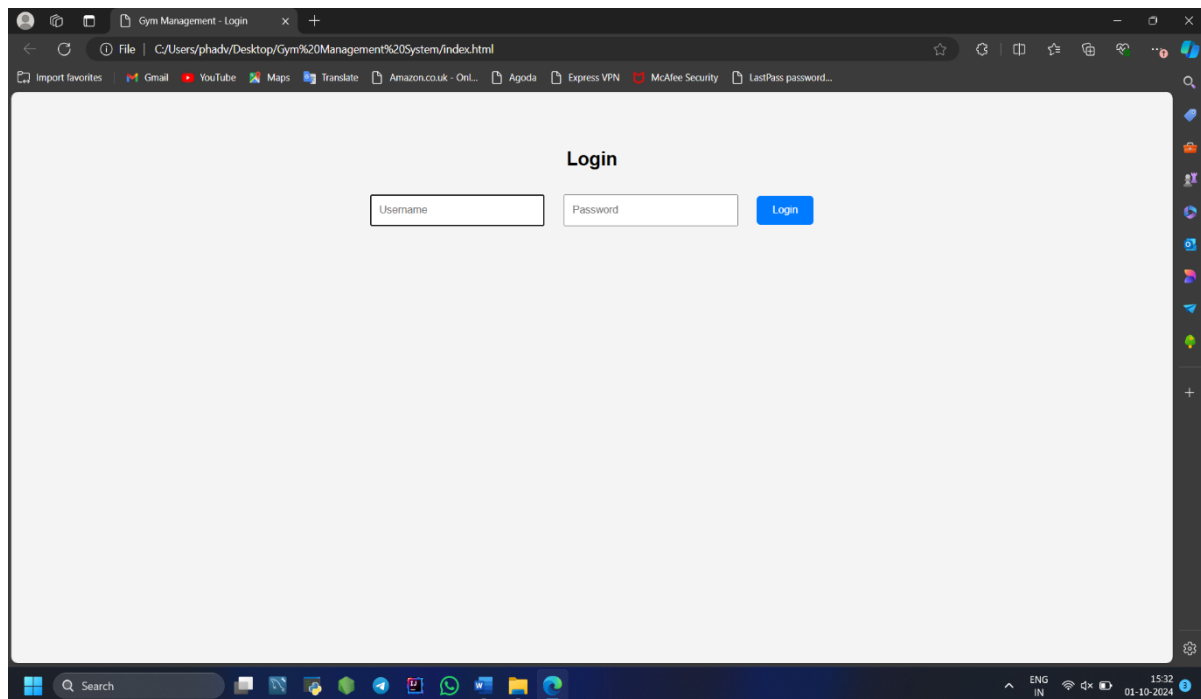 Gym Management - Login
File | C:/Users/phadv/Desktop/Gym%20Management%20System/index.html
Import favorites Gmail YouTube Maps Translate Amazon.co.uk - Onl... Agoda Express VPN McAfee Security LastPass password...
Login
Username Password Login
Search
ENG
IN
15:32
01-10-2024
3